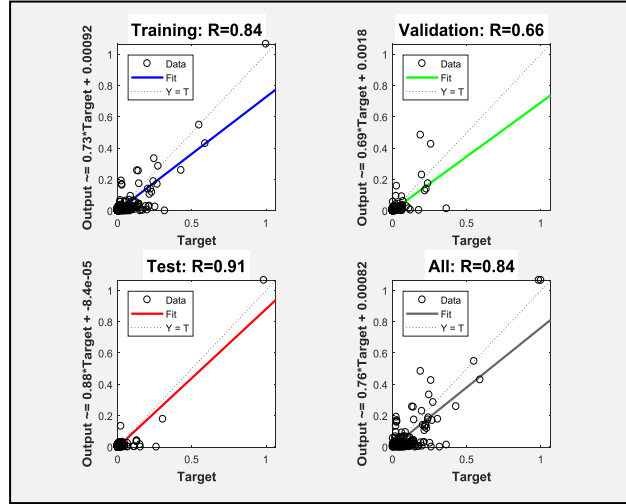 Training: R=0.84
Output ~= 0.73*Target + 0.00092
1
0.8
0.6
0.4
0.2
0
Data
Fit
Y = T
0 0.5 1
Target
Validation: R=0.66
Output ~= 0.69*Target + 0.0018
1
0.8
0.6
0.4
0.2
0
Data
Fit
Y = T
0 0.5 1
Target
Test: R=0.91
Output ~= 0.88*Target + -8.4e-05
1
0.8
0.6
0.4
0.2
0
Data
Fit
Y = T
0 0.5 1
Target
All: R=0.84
Output ~= 0.76*Target + 0.00082
1
0.8
0.6
0.4
0.2
0
Data
Fit
Y = T
0 0.5 1
Target